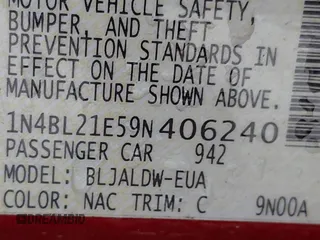 MOTOR VEHICLE SAFETY,
BUMPER, AND THEFT
PREVENTION STANDARDS IN
EFFECT ON THE DATE OF
MANUFACTURE SHOWN ABOVE.
1N4BL21E59N406240
PASSENGER CAR 942
MODEL: BLJALDW-EUA
COLOR: NAC TRIM: C 9N00A
DREAMBID